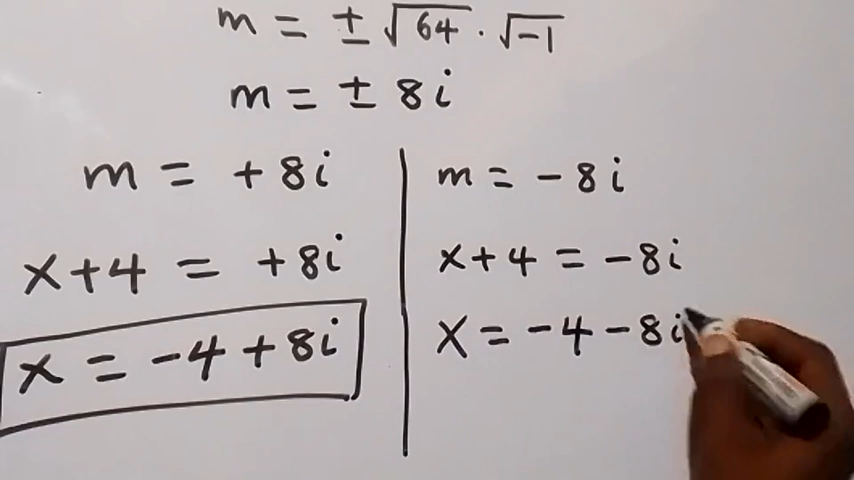 m = ± √64 · √-1
m = ± 8i
m = +8i
x+4 = +8i
x = -4+8i
m = -8i
x+4 = -8i
x = -4-8i